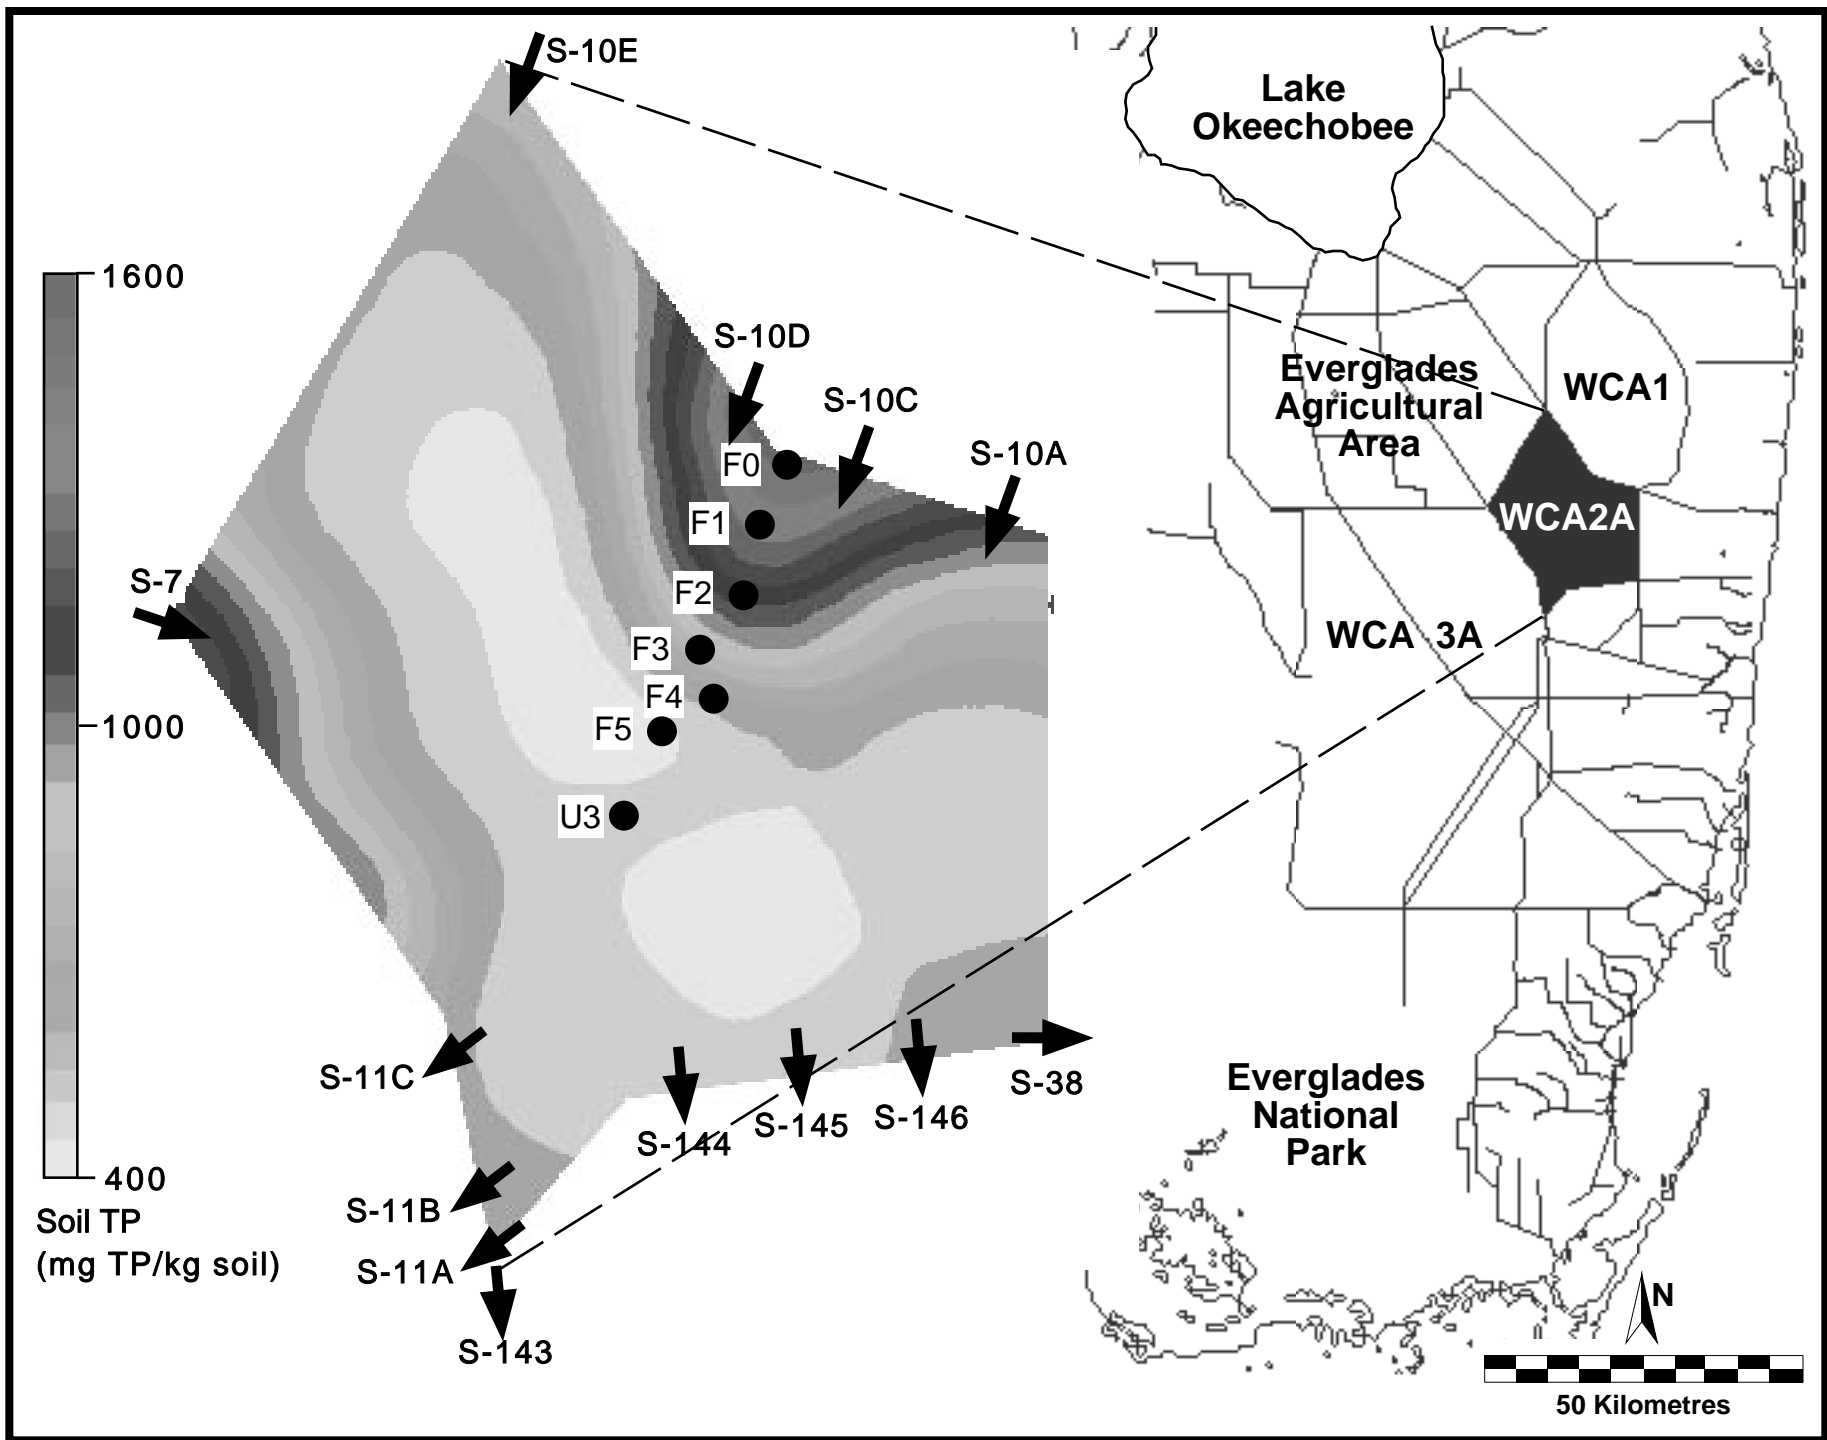 S-10E
Lake
Okeechobee
1600
S-10D
S-10C
S-10A
Everglades
Agricultural
Area
WCA1
F0
F1
WCA2A
S-7
F2
F3
WCA 3A
F4
F5
1000
U3
S-11C
S-38
S-144
S-145
S-146
Everglades
National
Park
400
Soil TP
(mg TP/kg soil)
S-11B
S-11A
S-143
N
50 Kilometres